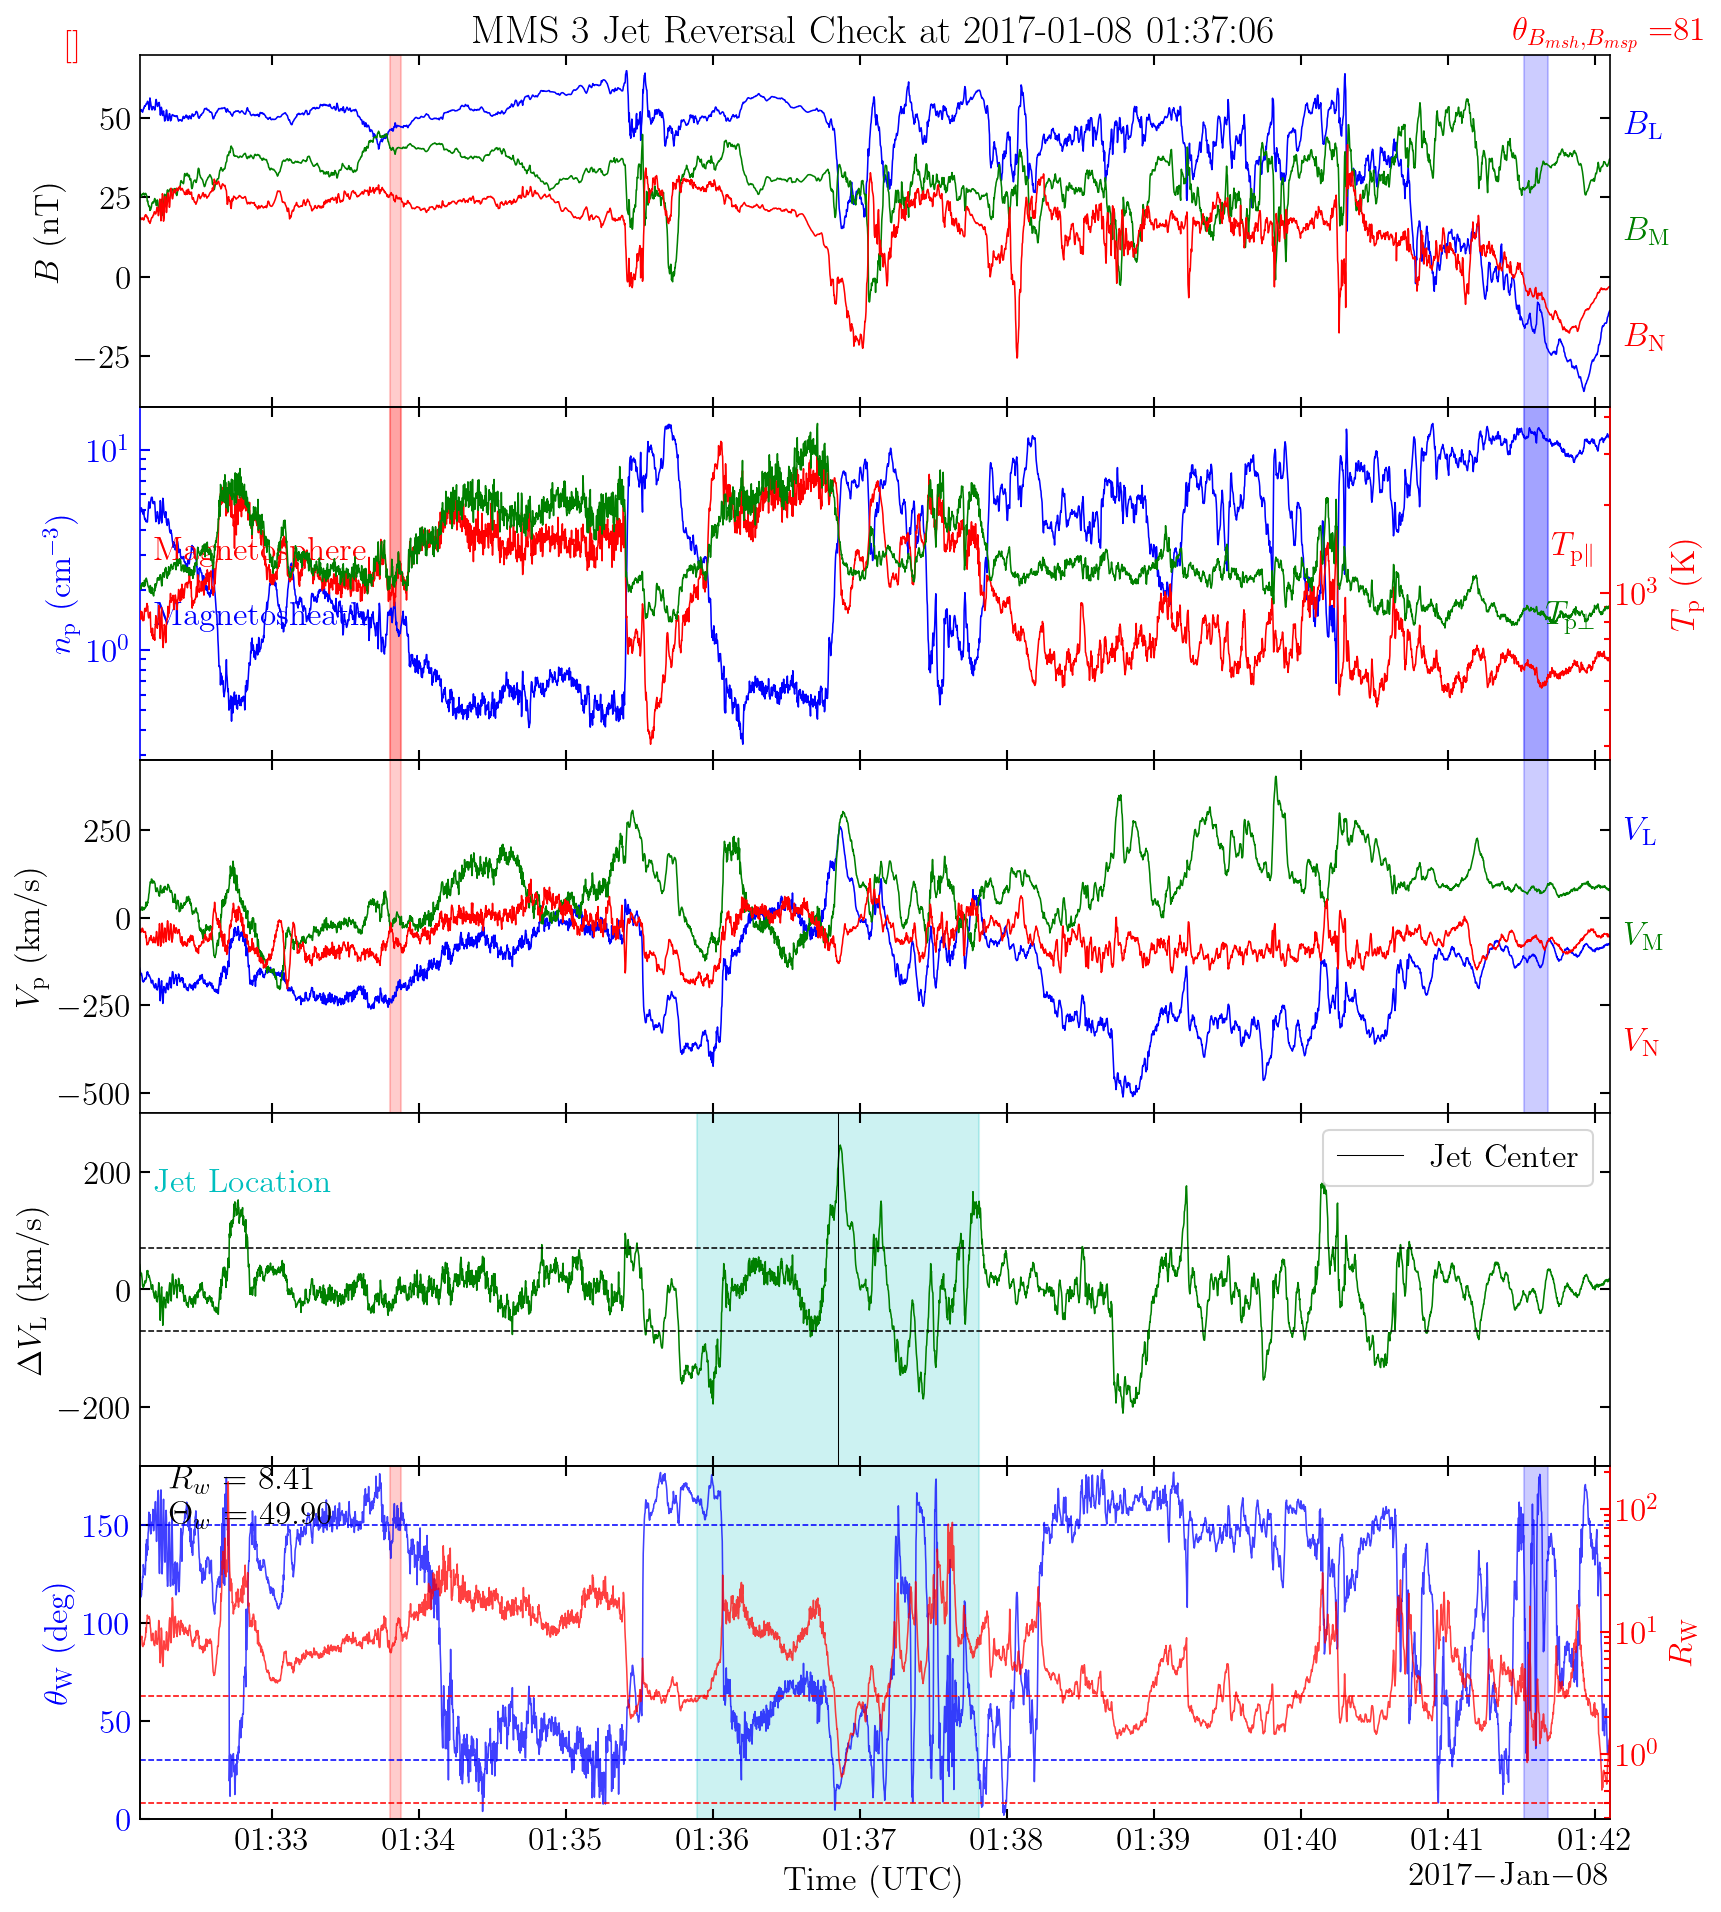 MMS 3 Jet Reversal Check at 2017-01-08 01:37:06
[]
θ_{B_{msh},B_{msp}} =81
50
25
0
−25
B (nT)
B_L
B_M
B_N
10^1
10^0
n_p (cm^{−3})
Magnetosphere
Magnetosheath
T_{p∥}
T_{p⊥}
10^3
T_p (K)
250
0
−250
−500
V_p (km/s)
V_L
V_M
V_N
200
0
−200
ΔV_L (km/s)
Jet Location
Jet Center
R_w = 8.41
Θ_w = 49.90
150
100
50
0
θ_W (deg)
10^2
10^1
10^0
R_W
01:33 01:34 01:35 01:36 01:37 01:38 01:39 01:40 01:41 01:42
2017−Jan−08
Time (UTC)